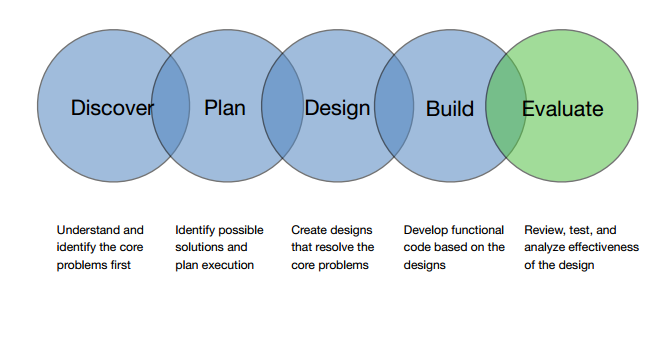 Discover
Plan
Design
Build
Evaluate
Understand and
identify the core
problems first
Identify possible
solutions and
plan execution
Create designs
that resolve the
core problems
Develop functional
code based on the
designs
Review, test, and
analyze effectiveness
of the design